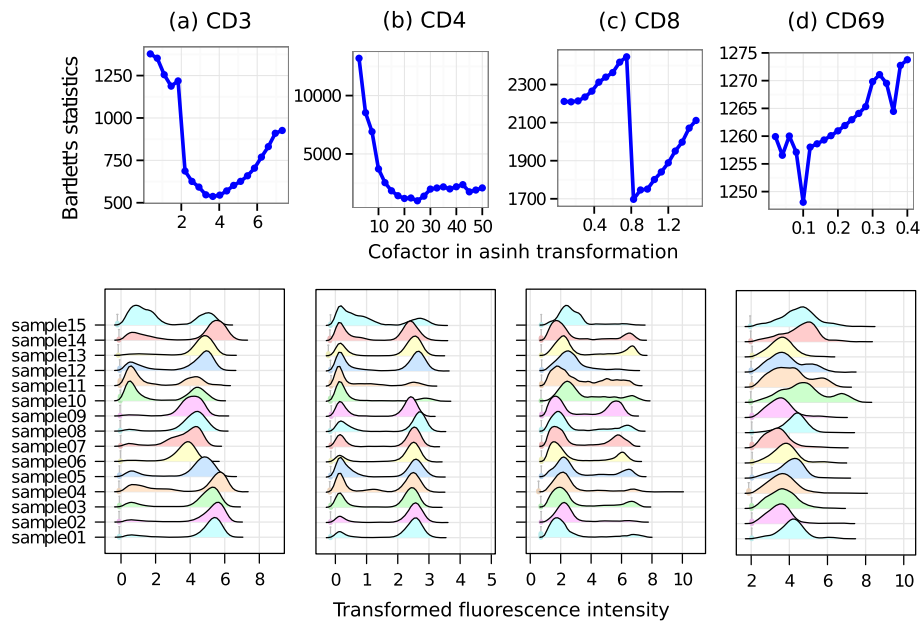 (a) CD3 (b) CD4 (c) CD8 (d) CD69
Bartlett's statistics
1250
1000
750
500
2 4 6
10000
5000
10 20 30 40 50
2300
2100
1900
1700
0.4 0.8 1.2
1275
1270
1265
1260
1255
1250
0.1 0.2 0.3 0.4
Cofactor in asinh transformation
sample15
sample14
sample13
sample12
sample11
sample10
sample09
sample08
sample07
sample06
sample05
sample04
sample03
sample02
sample01
0 2 4 6 8
0 1 2 3 4 5
0 2 4 6 8 10
2 4 6 8 10
Transformed fluorescence intensity